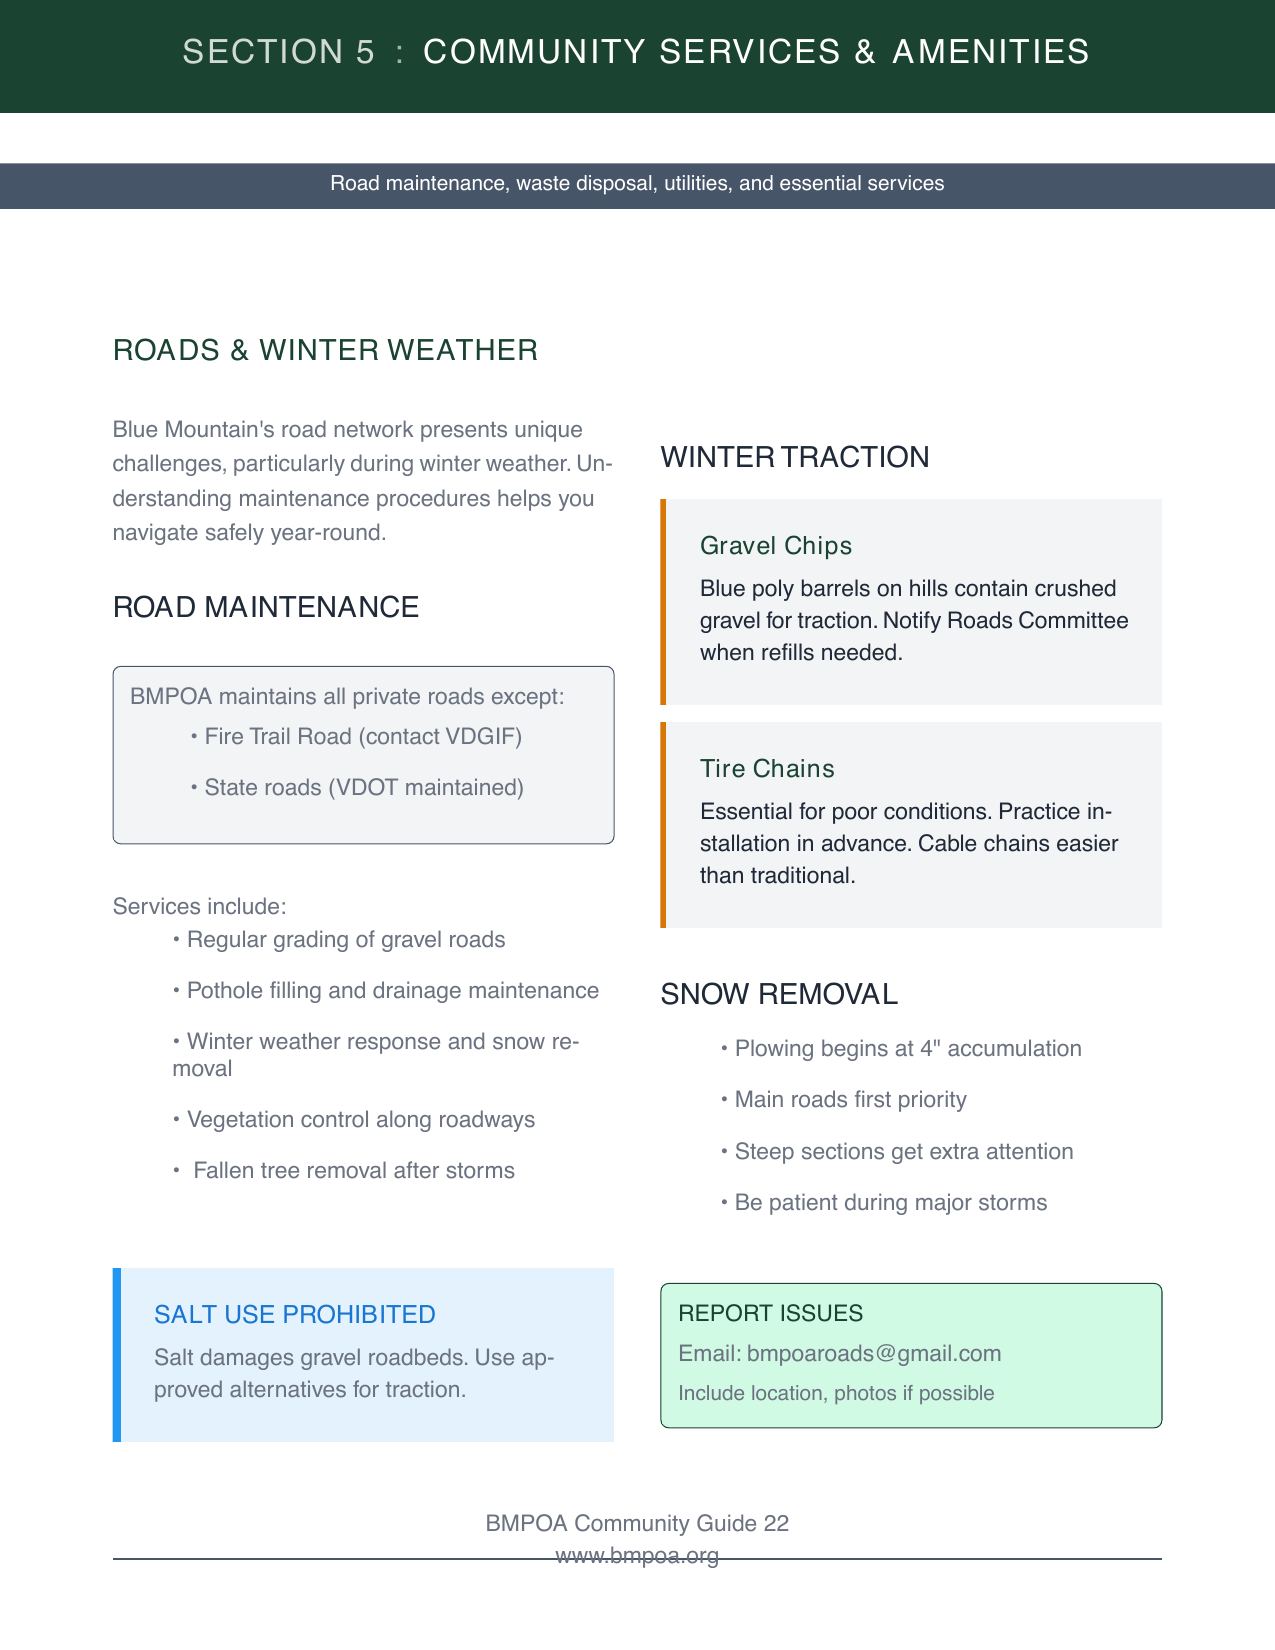 SECTION 5 : COMMUNITY SERVICES & AMENITIES
Road maintenance, waste disposal, utilities, and essential services
ROADS & WINTER WEATHER
Blue Mountain's road network presents unique
challenges, particularly during winter weather. Un-
derstanding maintenance procedures helps you
navigate safely year-round.
ROAD MAINTENANCE
BMPOA maintains all private roads except:
• Fire Trail Road (contact VDGIF)
• State roads (VDOT maintained)
Services include:
• Regular grading of gravel roads
• Pothole filling and drainage maintenance
• Winter weather response and snow re-
moval
• Vegetation control along roadways
• Fallen tree removal after storms
SALT USE PROHIBITED
Salt damages gravel roadbeds. Use ap-
proved alternatives for traction.
WINTER TRACTION
Gravel Chips
Blue poly barrels on hills contain crushed
gravel for traction. Notify Roads Committee
when refills needed.
Tire Chains
Essential for poor conditions. Practice in-
stallation in advance. Cable chains easier
than traditional.
SNOW REMOVAL
• Plowing begins at 4" accumulation
• Main roads first priority
• Steep sections get extra attention
• Be patient during major storms
REPORT ISSUES
Email: bmpoaroads@gmail.com
Include location, photos if possible
BMPOA Community Guide 22
www.bmpoa.org